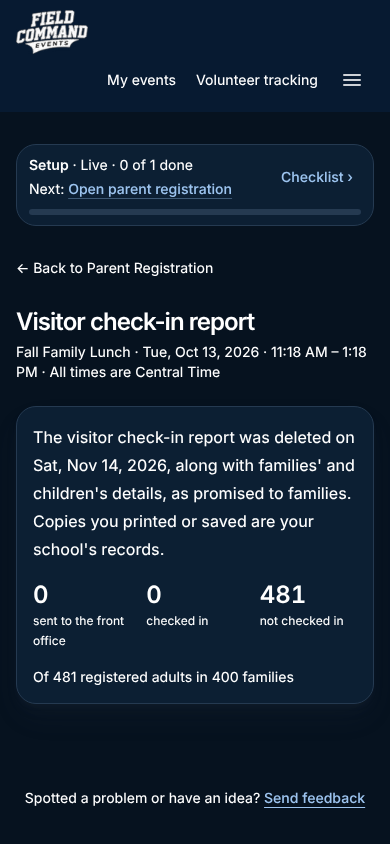 FIELD
COMMAND
EVENTS
My events Volunteer tracking
Setup · Live · 0 of 1 done
Next: Open parent registration
Checklist ›
← Back to Parent Registration
Visitor check-in report
Fall Family Lunch · Tue, Oct 13, 2026 · 11:18 AM – 1:18
PM · All times are Central Time
The visitor check-in report was deleted on
Sat, Nov 14, 2026, along with families' and
children's details, as promised to families.
Copies you printed or saved are your
school's records.
0 0 481
sent to the front checked in not checked in
office
Of 481 registered adults in 400 families
Spotted a problem or have an idea? Send feedback